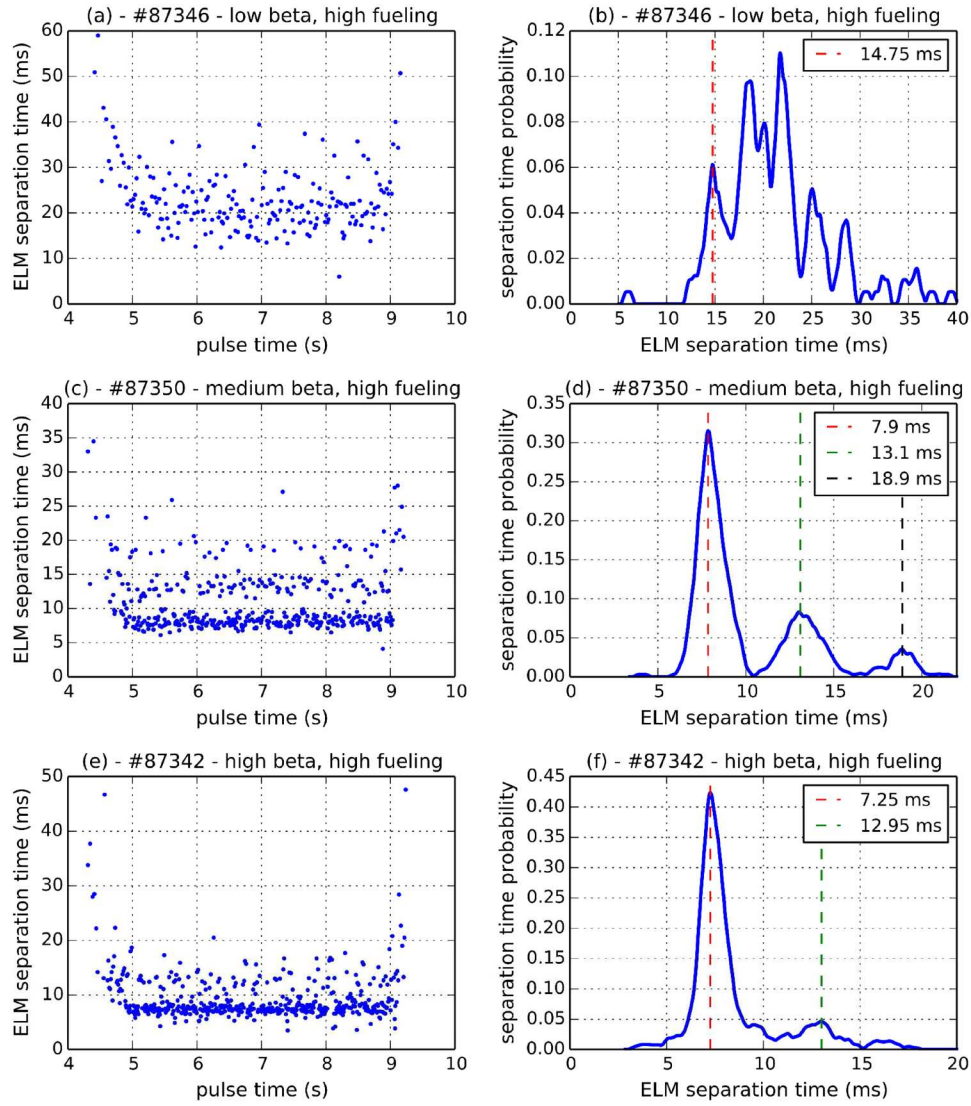 (a) - #87346 - low beta, high fueling
ELM separation time (ms)
60
50
40
30
20
10
0
4 5 6 7 8 9 10
pulse time (s)
(b) - #87346 - low beta, high fueling
separation time probability
0.12
0.10
0.08
0.06
0.04
0.02
0.00
14.75 ms
0 5 10 15 20 25 30 35 40
ELM separation time (ms)
(c) - #87350 - medium beta, high fueling
ELM separation time (ms)
40
35
30
25
20
15
10
5
0
4 5 6 7 8 9 10
pulse time (s)
(d) - #87350 - medium beta, high fueling
separation time probability
0.35
0.30
0.25
0.20
0.15
0.10
0.05
0.00
7.9 ms
13.1 ms
18.9 ms
0 5 10 15 20
ELM separation time (ms)
(e) - #87342 - high beta, high fueling
ELM separation time (ms)
50
40
30
20
10
0
4 5 6 7 8 9 10
pulse time (s)
(f) - #87342 - high beta, high fueling
separation time probability
0.45
0.40
0.35
0.30
0.25
0.20
0.15
0.10
0.05
0.00
7.25 ms
12.95 ms
0 5 10 15 20
ELM separation time (ms)